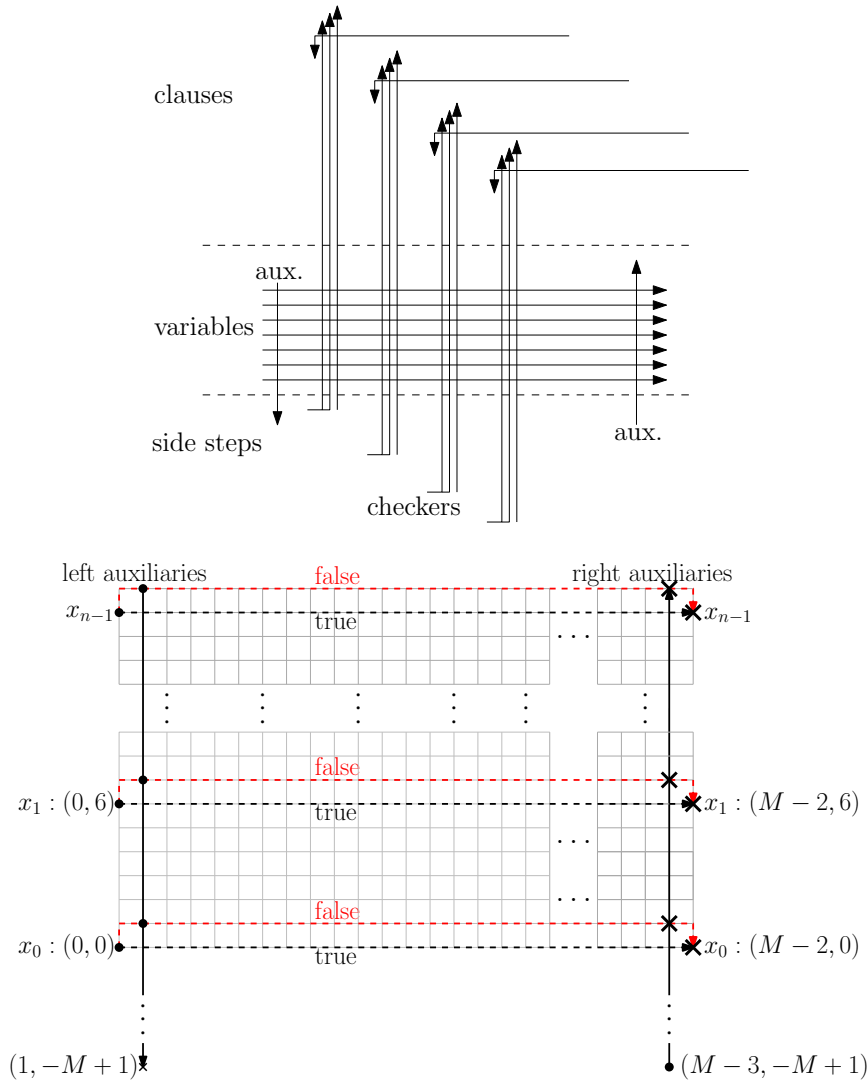 clauses
aux.
variables
side steps
aux.
checkers
left auxiliaries
false
right auxiliaries
x_{n-1}
true
x_{n-1}
false
x_1 : (0, 6)
true
x_1 : (M − 2, 6)
false
x_0 : (0, 0)
true
x_0 : (M − 2, 0)
(1, −M + 1)
(M − 3, −M + 1)